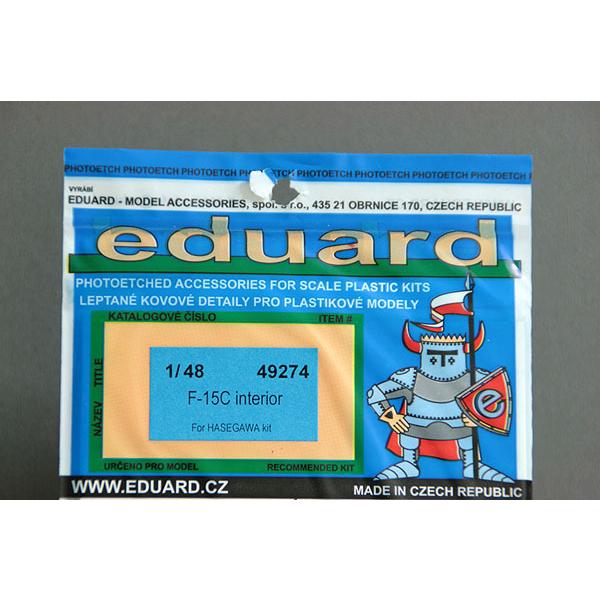 PHOTOETCH PHOTOETCH PHOTOETCH PHOTOETCH PHOTOETCH PHOTOETCH PHOTOETCH PHOTOETCH
VYRÁBÍ
EDUARD - MODEL ACCESSORIES, spol. s r.o., 435 21 OBRNICE 170, CZECH REPUBLIC
eduard
PHOTOETCHED ACCESSORIES FOR SCALE PLASTIC KITS
LEPTANÉ KOVOVÉ DETAILY PRO PLASTIKOVÉ MODELY
KATALOGOVÉ ČÍSLO ITEM #
NÁZEV TITLE
1/48 49274
F-15C interior
For HASEGAWA kit
e
URČENO PRO MODEL RECOMMENDED KIT
WWW.EDUARD.CZ MADE IN CZECH REPUBLIC